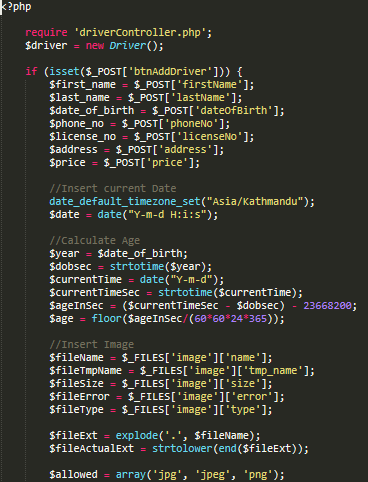 <?php
require 'driverController.php';
$driver = new Driver();
if (isset($_POST['btnAddDriver'])) {
$first_name = $_POST['firstName'];
$last_name = $_POST['lastName'];
$date_of_birth = $_POST['dateOfBirth'];
$phone_no = $_POST['phoneNo'];
$license_no = $_POST['licenseNo'];
$address = $_POST['address'];
$price = $_POST['price'];
//Insert current Date
date_default_timezone_set("Asia/Kathmandu");
$date = date("Y-m-d H:i:s");
//Calculate Age
$year = $date_of_birth;
$dobsec = strtotime($year);
$currentTime = date("Y-m-d");
$currentTimeSec = strtotime($currentTime);
$ageInSec = ($currentTimeSec - $dobsec) - 23668200;
$age = floor($ageInSec/(60*60*24*365));
//Insert Image
$fileName = $_FILES['image']['name'];
$fileTmpName = $_FILES['image']['tmp_name'];
$fileSize = $_FILES['image']['size'];
$fileError = $_FILES['image']['error'];
$fileType = $_FILES['image']['type'];
$fileExt = explode('.', $fileName);
$fileActualExt = strtolower(end($fileExt));
$allowed = array('jpg', 'jpeg', 'png');